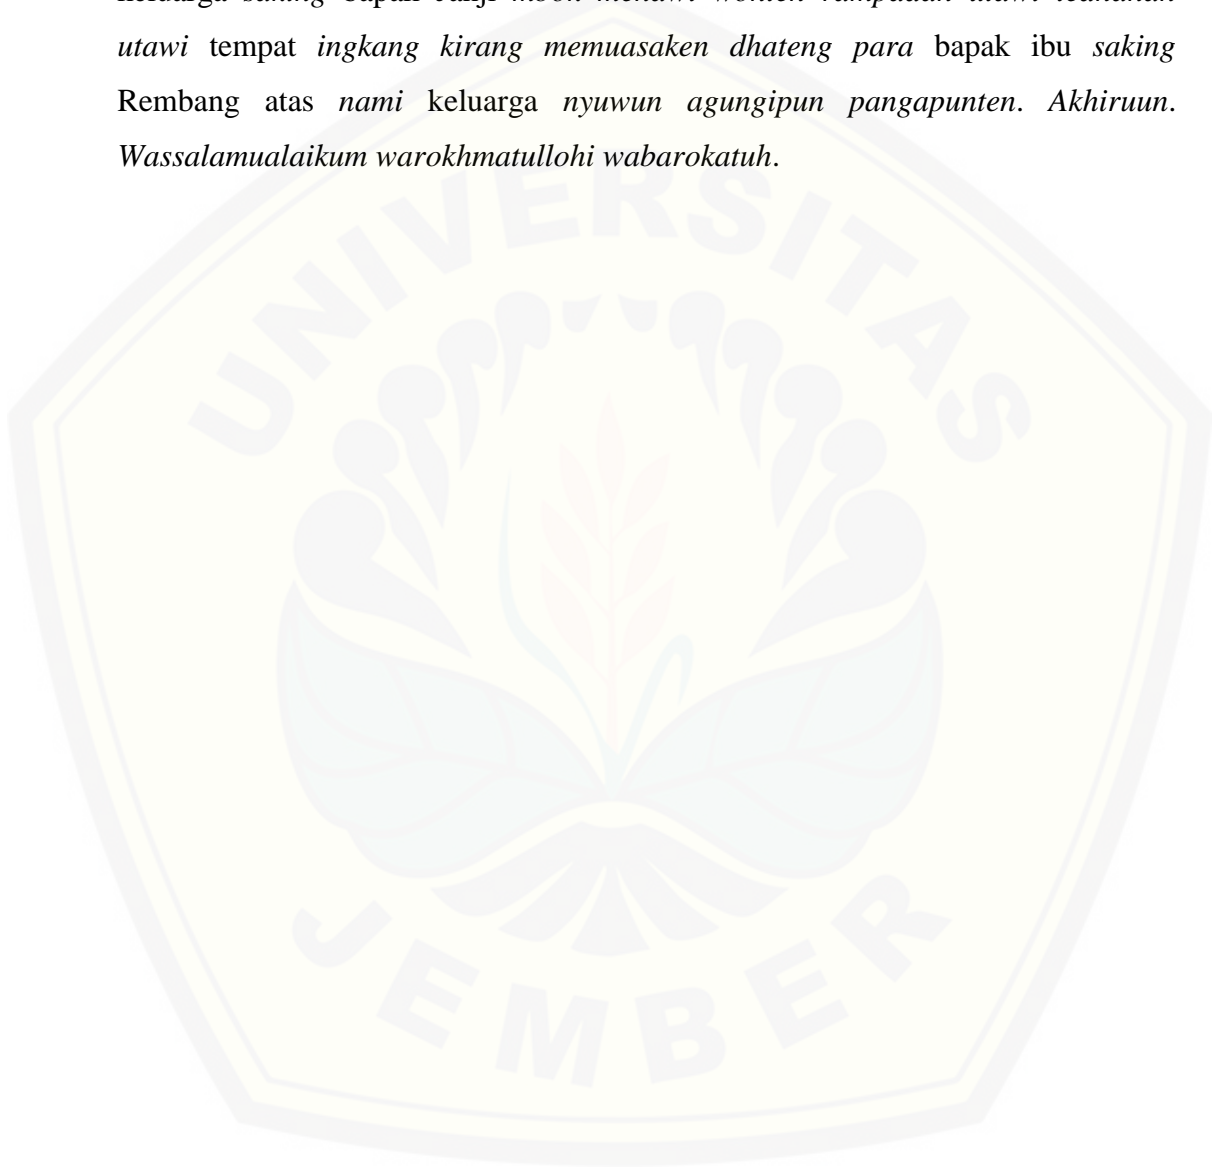 keluarga saking bapak mbok menawi wonten utawi
utawi tempat ingkang kirang memuasaken dhateng para bapak ibu saking
Rembang atas nami keluarga nyuwun agungipun pangapunten. Akhiruun.
Wassalamualaikum warokhmatullohi wabarokatuh.
UNIVERSITAS
JEMBER